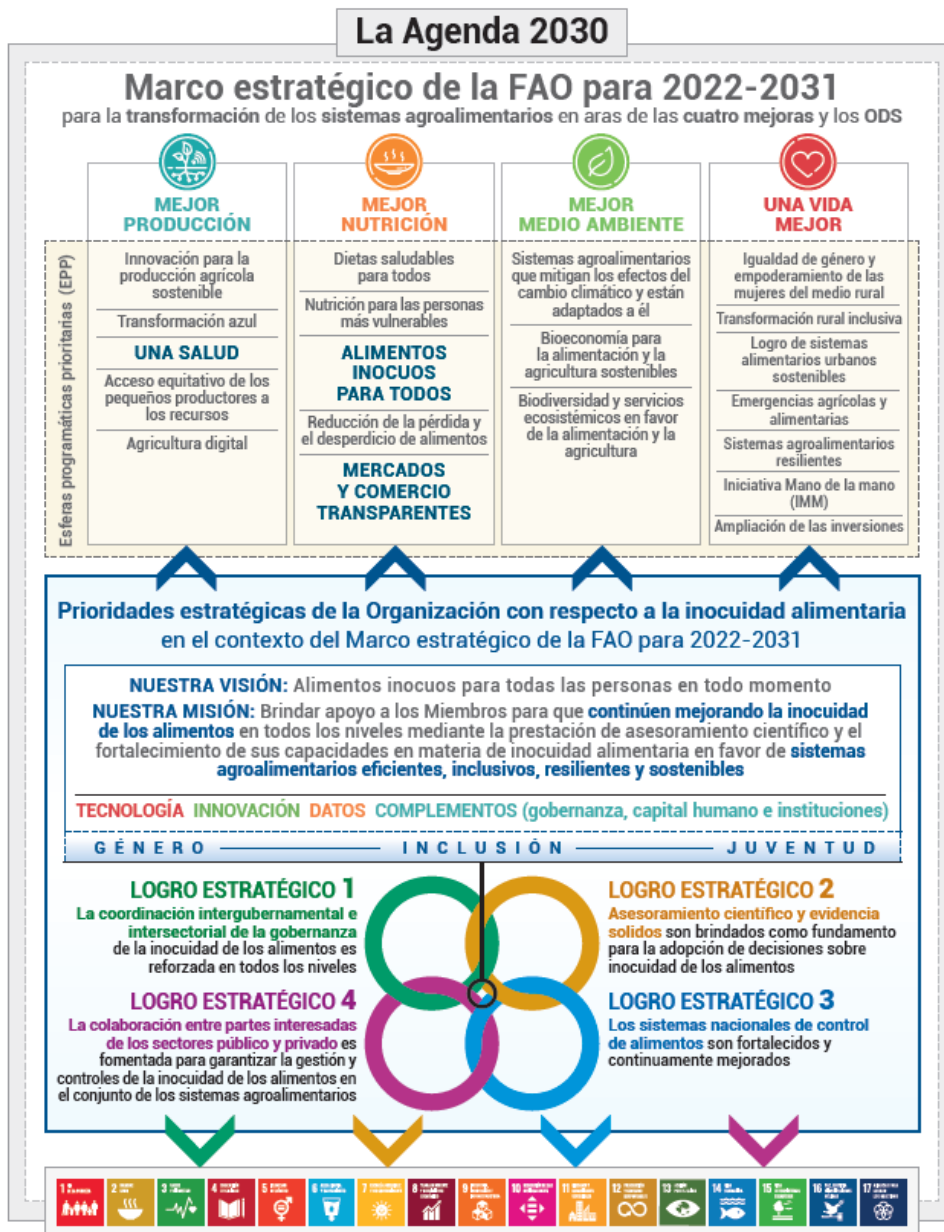 La Agenda 2030
Marco estratégico de la FAO para 2022-2031
para la transformación de los sistemas agroalimentarios en aras de las cuatro mejoras y los ODS
Esferas programáticas prioritarias (EPP)
MEJOR
PRODUCCIÓN
Innovación para la
producción agrícola
sostenible
Transformación azul
UNA SALUD
Acceso equitativo de los
pequeños productores a
los recursos
Agricultura digital
MEJOR
NUTRICIÓN
Dietas saludables
para todos
Nutrición para las personas
más vulnerables
ALIMENTOS
INOCUOS
PARA TODOS
Reducción de la pérdida y
el desperdicio de alimentos
MERCADOS
Y COMERCIO
TRANSPARENTES
MEJOR
MEDIO AMBIENTE
Sistemas agroalimentarios
que mitigan los efectos del
cambio climático y están
adaptados a él
Bioeconomía para
la alimentación y la
agricultura sostenibles
Biodiversidad y servicios
ecosistémicos en favor
de la alimentación y la
agricultura
UNA VIDA
MEJOR
Igualdad de género y
empoderamiento de las
mujeres del medio rural
Transformación rural inclusiva
Logro de sistemas
alimentarios urbanos
sostenibles
Emergencias agrícolas y
alimentarias
Sistemas agroalimentarios
resilientes
Iniciativa Mano de la mano
(IMM)
Ampliación de las inversiones
Prioridades estratégicas de la Organización con respecto a la inocuidad alimentaria
en el contexto del Marco estratégico de la FAO para 2022-2031
NUESTRA VISIÓN: Alimentos inocuos para todas las personas en todo momento
NUESTRA MISIÓN: Brindar apoyo a los Miembros para que continúen mejorando la inocuidad
de los alimentos en todos los niveles mediante la prestación de asesoramiento científico y el
fortalecimiento de sus capacidades en materia de inocuidad alimentaria en favor de sistemas
agroalimentarios eficientes, inclusivos, resilientes y sostenibles
TECNOLOGÍA INNOVACIÓN DATOS COMPLEMENTOS (gobernanza, capital humano e instituciones)
GÉNERO INCLUSIÓN JUVENTUD
LOGRO ESTRATÉGICO 1
La coordinación intergubernamental e
intersectorial de la gobernanza
de la inocuidad de los alimentos es
reforzada en todos los niveles
LOGRO ESTRATÉGICO 2
Asesoramiento científico y evidencia
solidos son brindados como fundamento
para la adopción de decisiones sobre
inocuidad de los alimentos
LOGRO ESTRATÉGICO 4
La colaboración entre partes interesadas
de los sectores público y privado es
fomentada para garantizar la gestión y
controles de la inocuidad de los alimentos en
el conjunto de los sistemas agroalimentarios
LOGRO ESTRATÉGICO 3
Los sistemas nacionales de control
de alimentos son fortalecidos y
continuamente mejorados
1 2 3 4 5 6 7 8 9 10 11 12 13 14 15 16 17